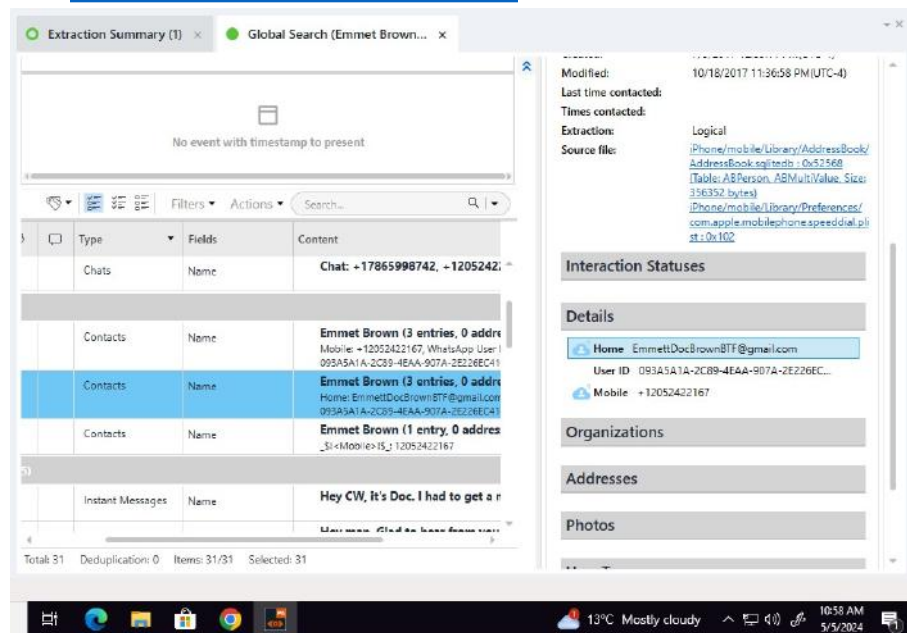 Extraction Summary (1) ×
Global Search (Emmet Brown... ×
No event with timestamp to present
Filters Actions Search...
Type Fields Content
Chats Name Chat: +17865998742, +1205242
Contacts Name Emmet Brown (3 entries, 0 addre
Mobile: +12052422167, WhatsApp User
093A5A1A-2C89-4EAA-907A-2E226EC41
Contacts Name Emmet Brown (3 entries, 0 addre
Home: EmmettDocBrownBTF@gmail.com
093A5A1A-2C89-4EAA-907A-2E226EC41
Contacts Name Emmet Brown (1 entry, 0 addres
_$!<Mobile>!$_: 12052422167
Instant Messages Name Hey CW, it's Doc. I had to get a
Hey man. Glad to hear from you
Total: 31 Deduplication: 0 Items: 31/31 Selected: 31
Modified: 10/18/2017 11:36:58 PM(UTC-4)
Last time contacted:
Times contacted:
Extraction: Logical
Source file: iPhone/mobile/Library/AddressBook/
AddressBook.sqlitedb : 0x52568
(Table: ABPerson, ABMultiValue, Size:
356352 bytes)
iPhone/mobile/Library/Preferences/
com.apple.mobilephone.speeddial.pli
st : 0x102
Interaction Statuses
Details
Home EmmettDocBrownBTF@gmail.com
User ID 093A5A1A-2C89-4EAA-907A-2E226EC...
Mobile +12052422167
Organizations
Addresses
Photos
13°C Mostly cloudy
10:58 AM
5/5/2024